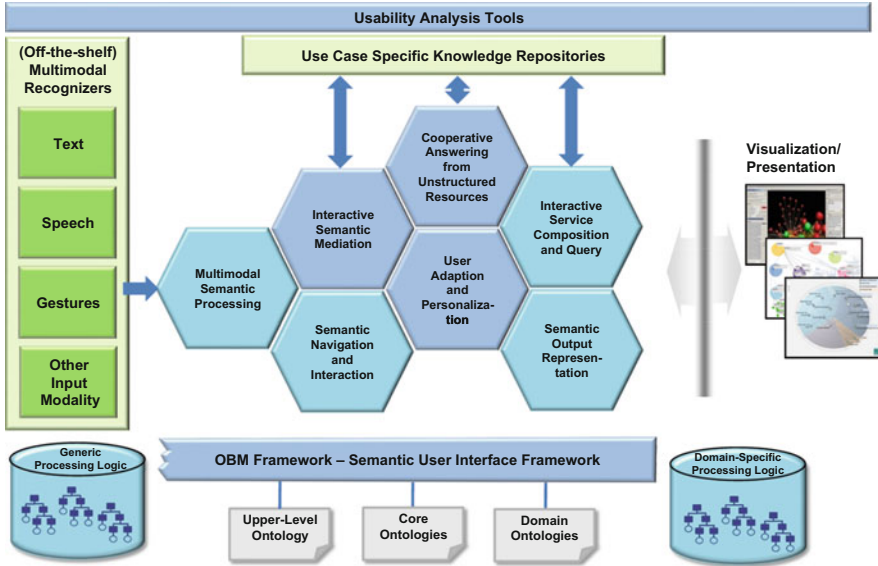 Usability Analysis Tools
(Off-the-shelf)
Multimodal
Recognizers
Text
Speech
Gestures
Other
Input
Modality
Use Case Specific Knowledge Repositories
Cooperative
Answering
from
Unstructured
Resources
Interactive
Semantic
Mediation
Interactive
Service
Composition
and Query
Multimodal
Semantic
Processing
User
Adaption
and
Personaliza-
tion
Semantic
Navigation
and
Interaction
Semantic
Output
Represen-
tation
Visualization/
Presentation
Generic
Processing Logic
OBM Framework – Semantic User Interface Framework
Domain-Specific
Processing Logic
Upper-Level
Ontology
Core
Ontologies
Domain
Ontologies